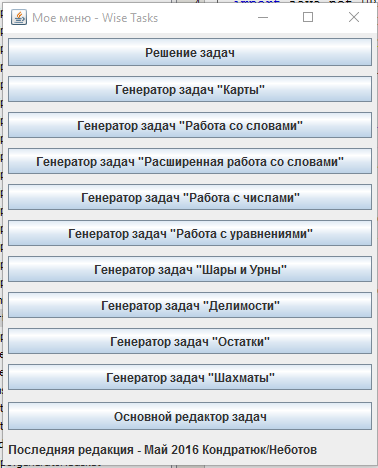 Мое меню - Wise Tasks
Решение задач
Генератор задач "Карты"
Генератор задач "Работа со словами"
Генератор задач "Расширенная работа со словами"
Генератор задач "Работа с числами"
Генератор задач "Работа с уравнениями"
Генератор задач "Шары и Урны"
Генератор задач "Делимости"
Генератор задач "Остатки"
Генератор задач "Шахматы"
Основной редактор задач
Последняя редакция - Май 2016 Кондратюк/Неботов